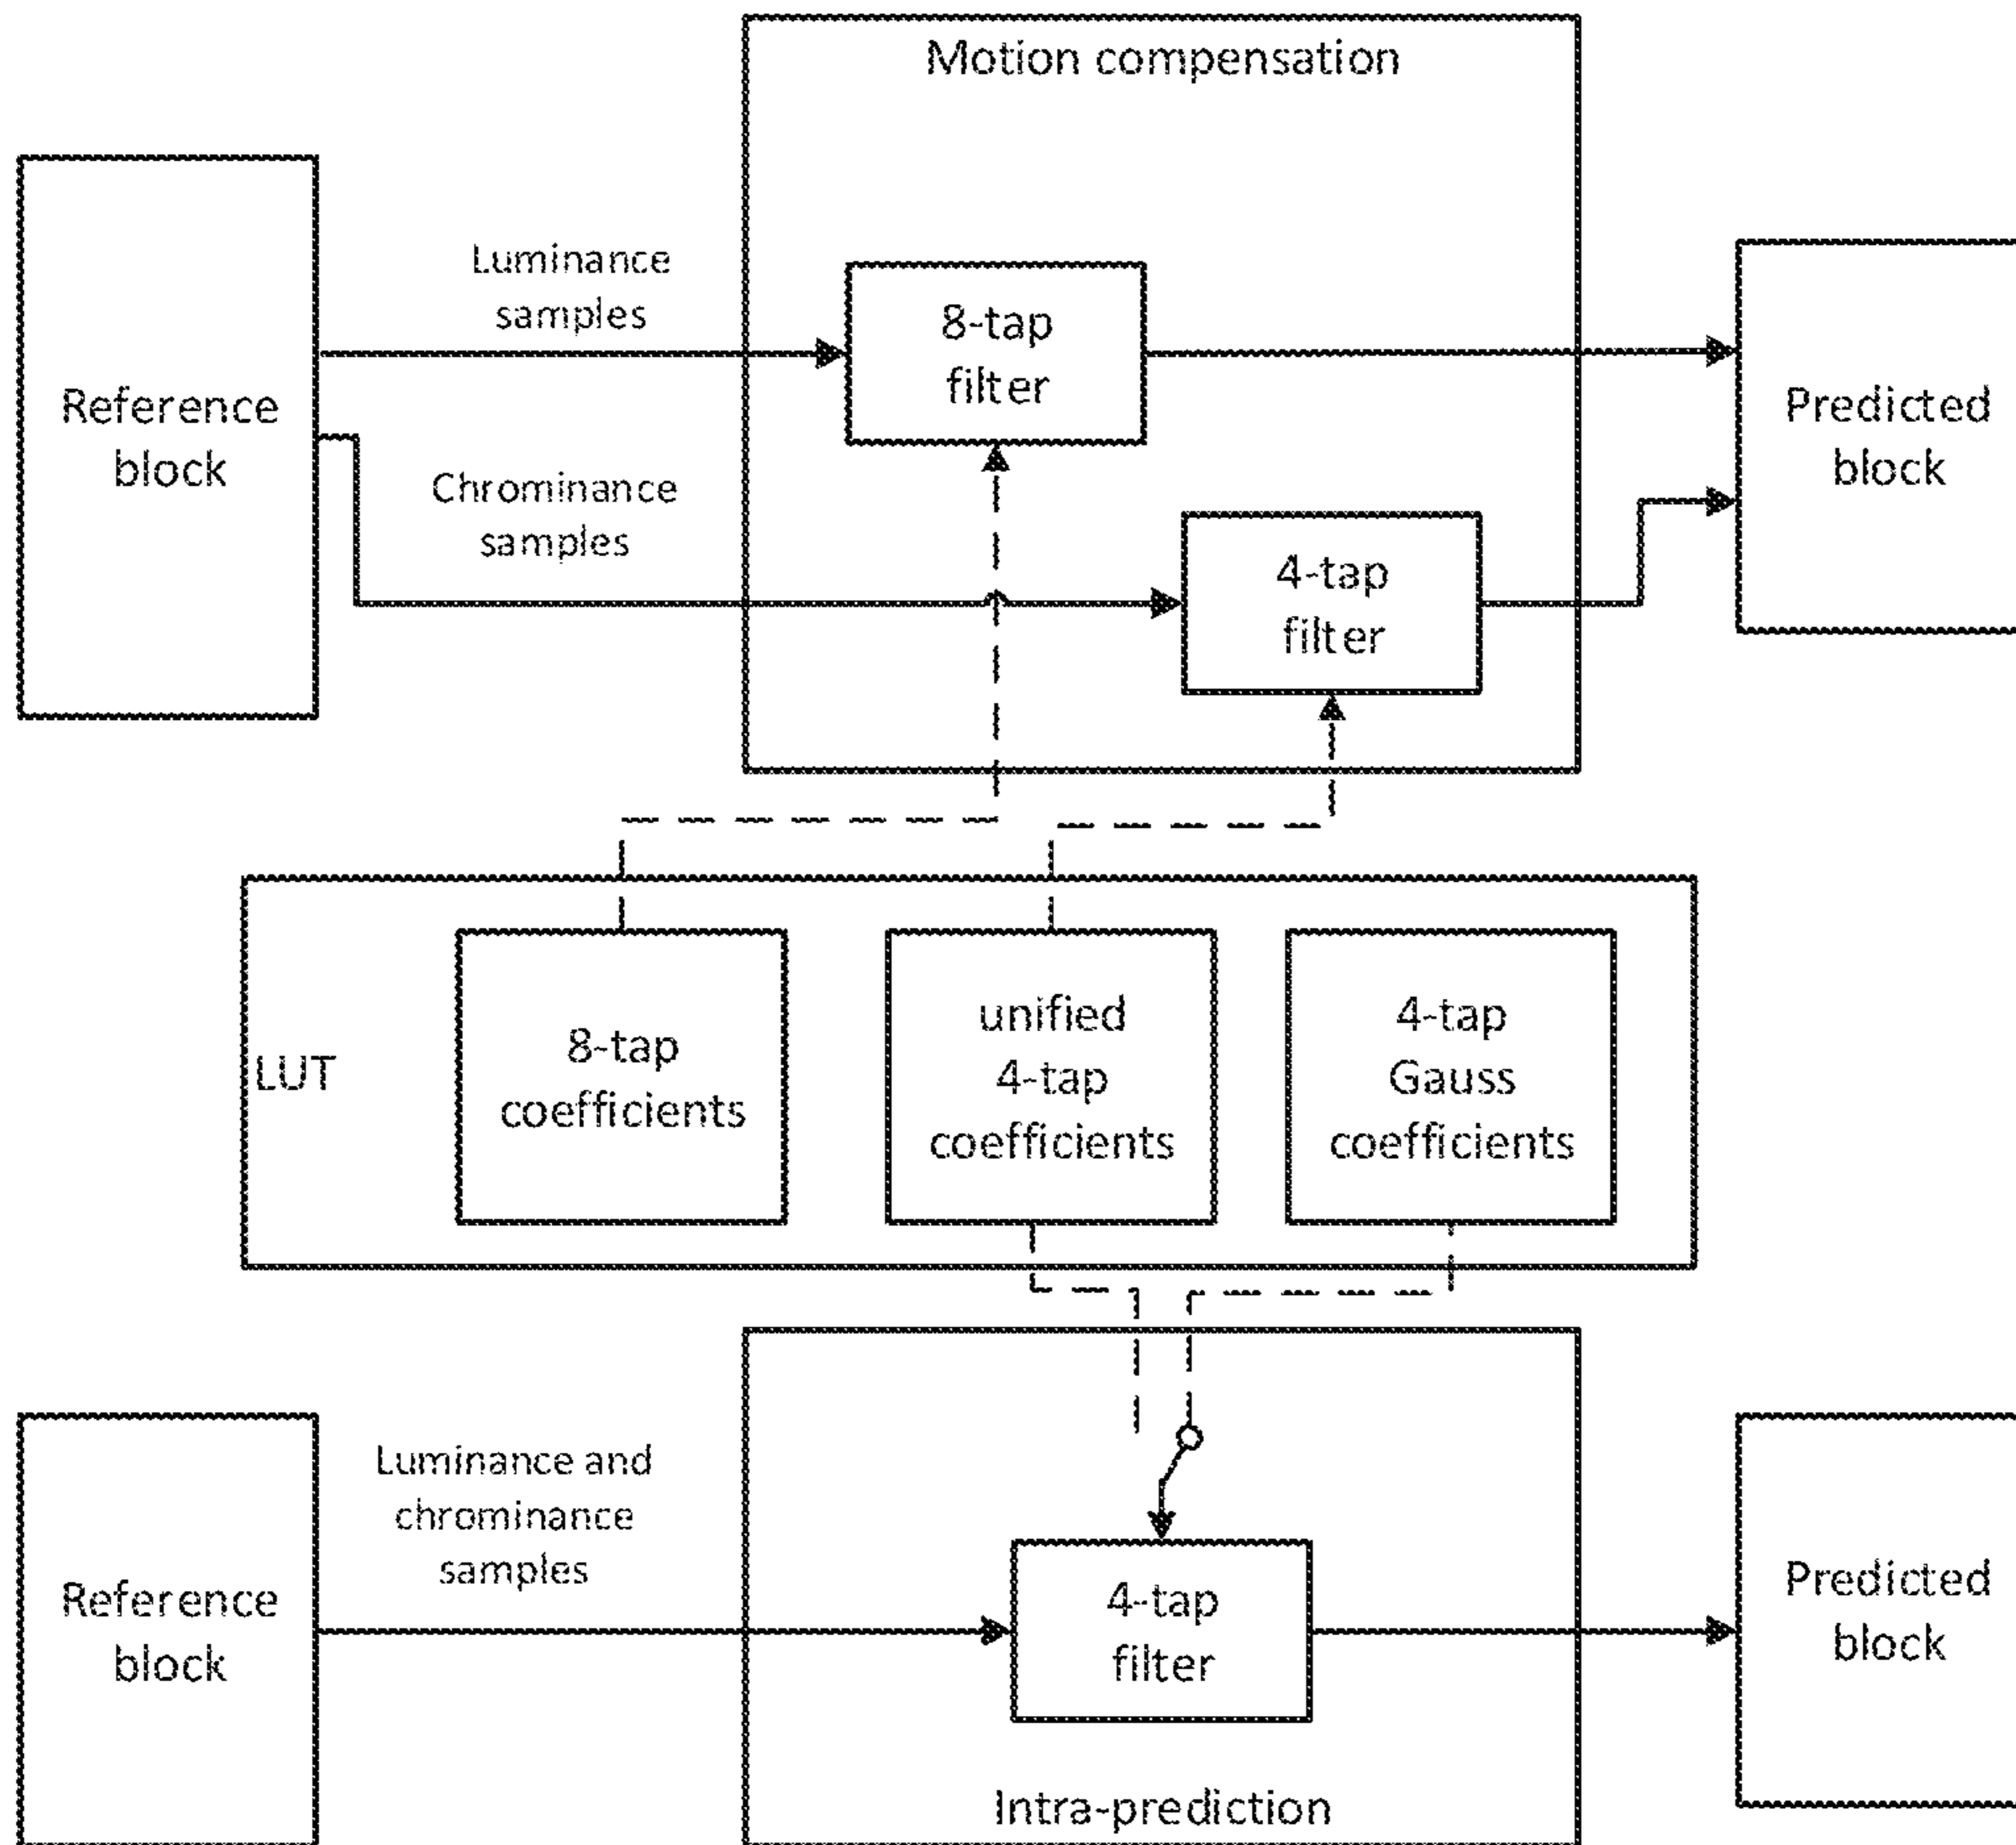 Motion compensation
Luminance
samples
8-tap
filter
Reference
block
Predicted
block
Chrominance
samples
4-tap
filter
LUT
8-tap
coefficients
unified
4-tap
coefficients
4-tap
Gauss
coefficients
Luminance and
chrominance
samples
Reference
block
4-tap
filter
Predicted
block
Intra-prediction